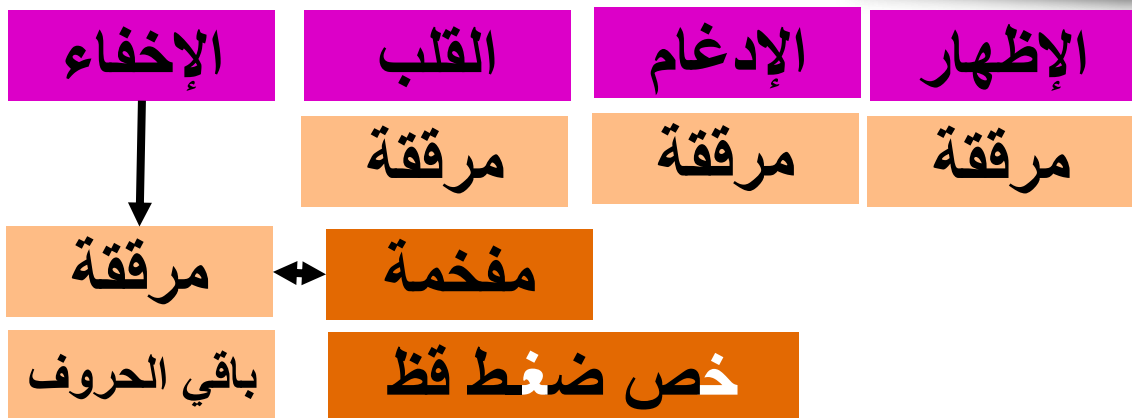 الإظهار الإدغام القلب الإخفاء
مرققة مرققة مرققة
مفخمة مرققة
خص ضغط قظ باقي الحروف